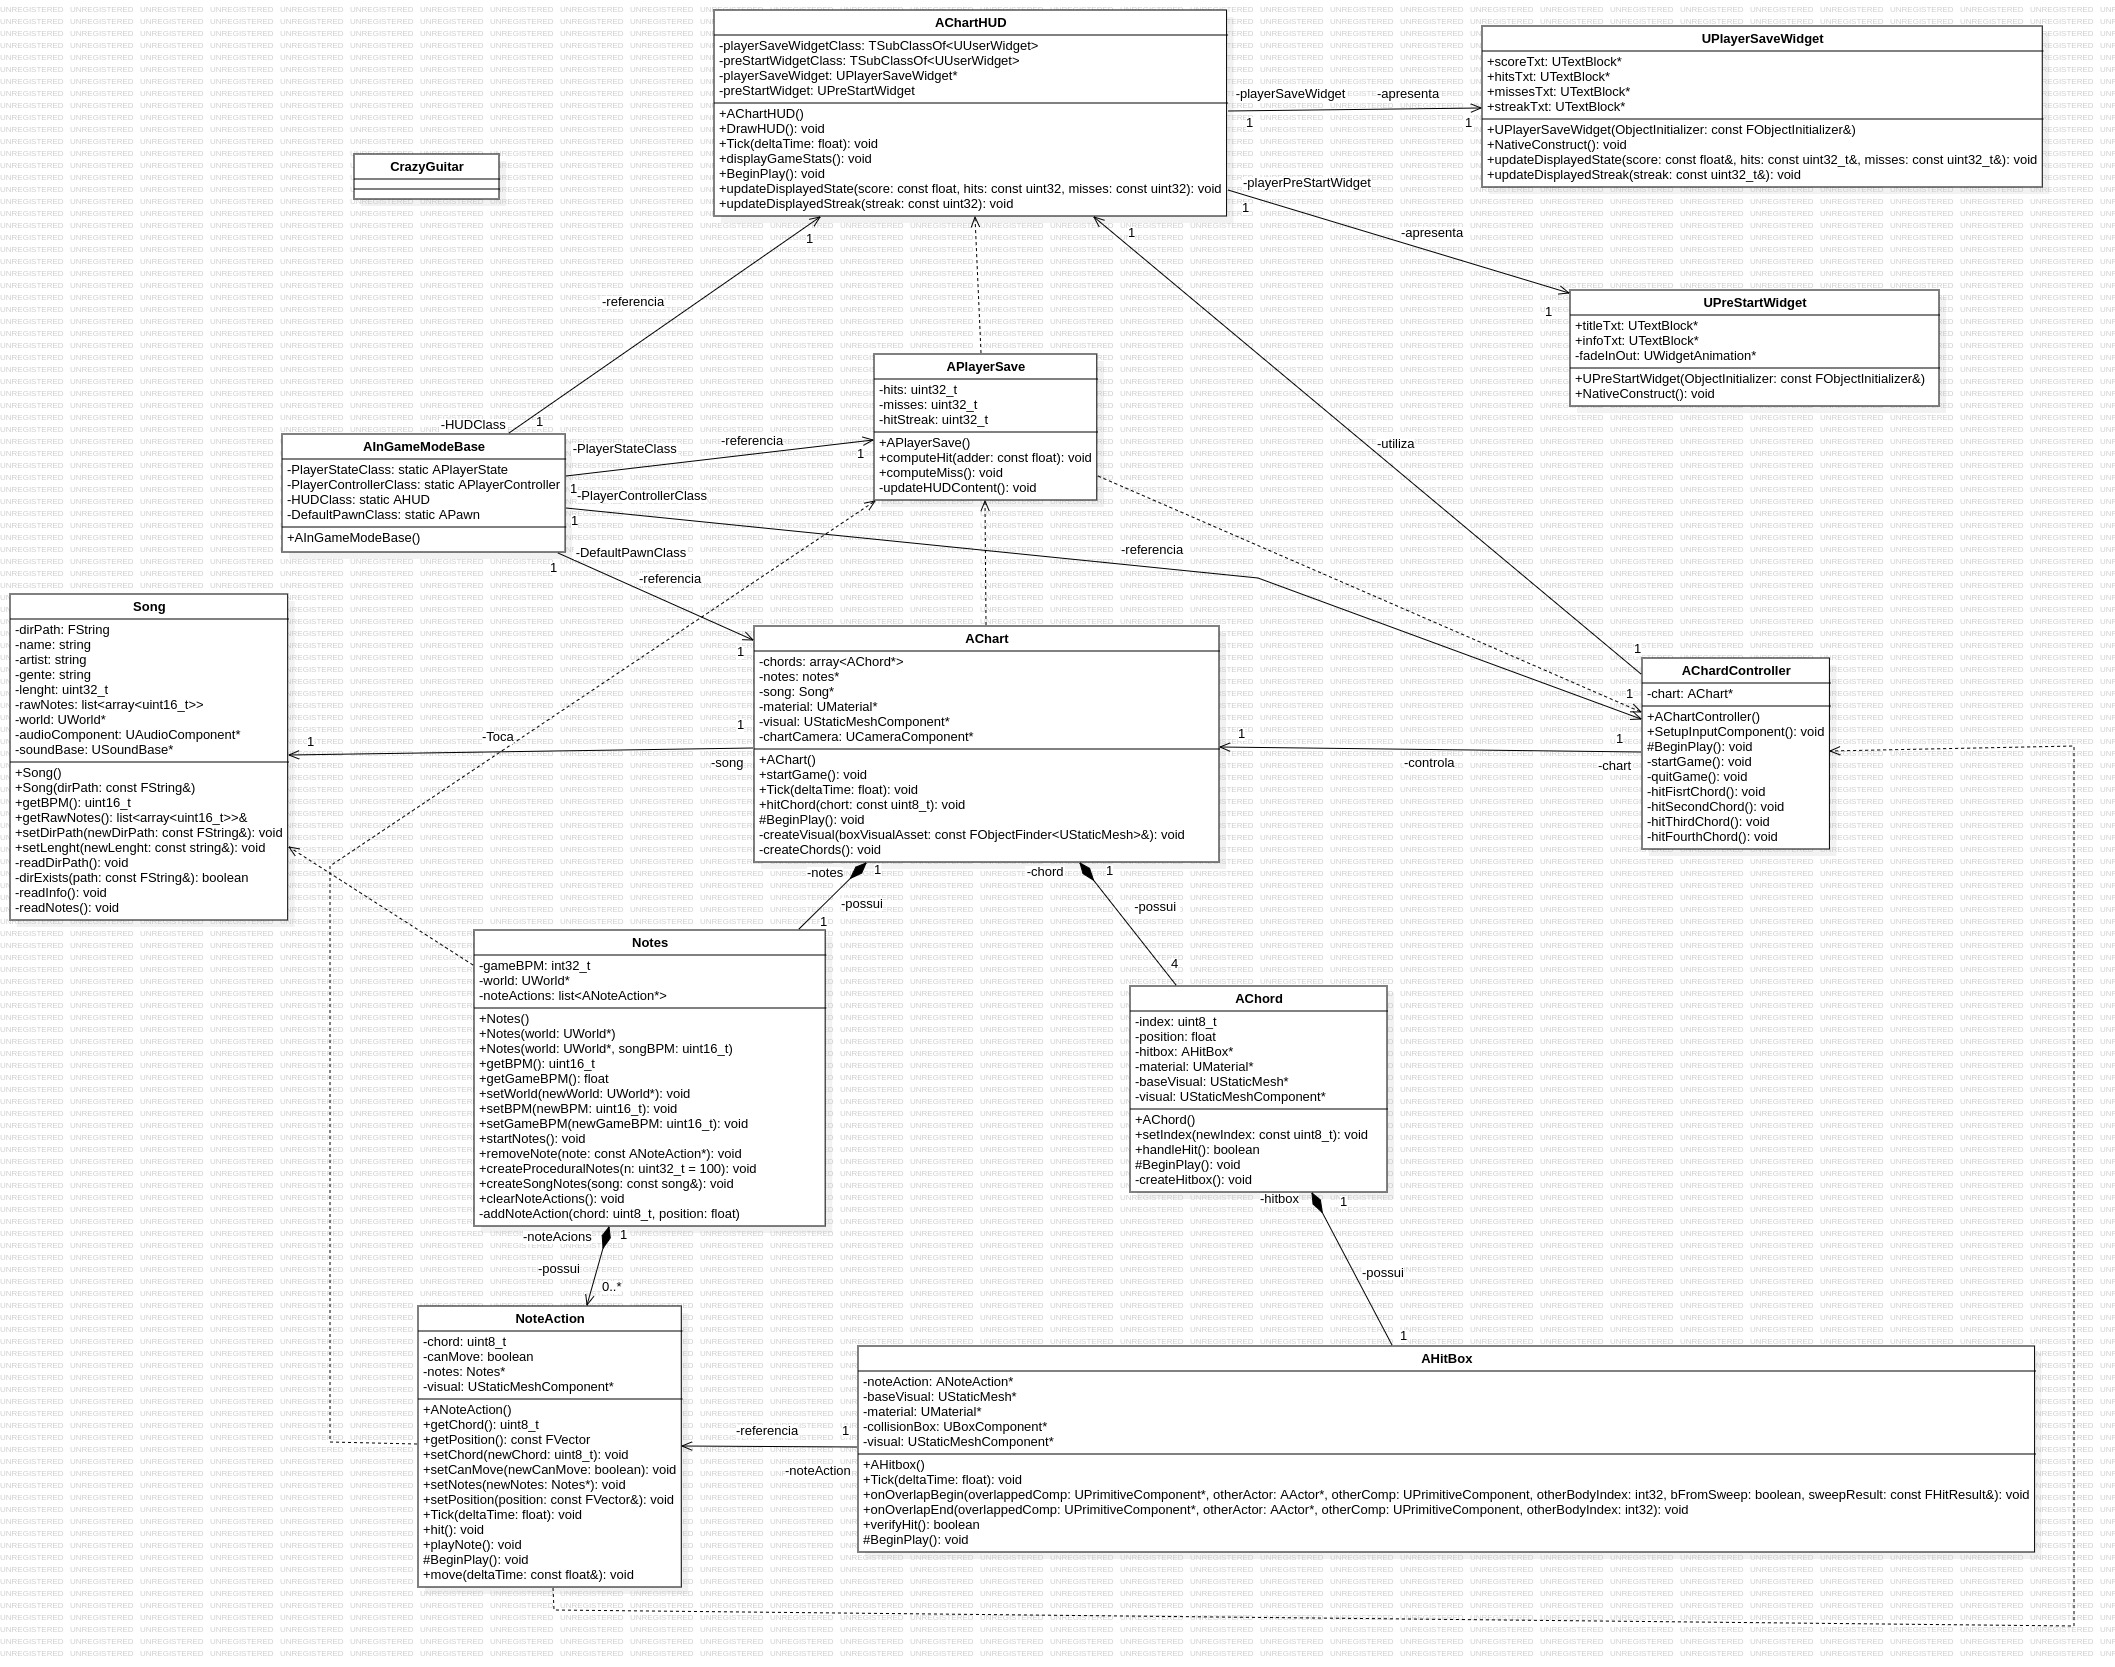 AChartHUD
-playerSaveWidgetClass: TSubClassOf<UUserWidget>
-preStartWidgetClass: TSubClassOf<UUserWidget>
-playerSaveWidget: UPlayerSaveWidget*
-preStartWidget: UPreStartWidget
+AChartHUD()
+DrawHUD(): void
+Tick(deltaTime: float): void
+displayGameStats(): void
+BeginPlay(): void
+updateDisplayedState(score: const float, hits: const uint32, misses: const uint32): void
+updateDisplayedStreak(streak: const uint32): void
UPlayerSaveWidget
+scoreTxt: UTextBlock*
+hitsTxt: UTextBlock*
+missesTxt: UTextBlock*
+streakTxt: UTextBlock*
+UPlayerSaveWidget(ObjectInitializer: const FObjectInitializer&)
+NativeConstruct(): void
+updateDisplayedState(score: const float&, hits: const uint32_t&, misses: const uint32_t&): void
+updateDisplayedStreak(streak: const uint32_t&): void
-playerSaveWidget
-apresenta
1
1
CrazyGuitar
-playerPreStartWidget
1
-apresenta
1
UPreStartWidget
+titleTxt: UTextBlock*
+infoTxt: UTextBlock*
-fadeInOut: UWidgetAnimation*
+UPreStartWidget(ObjectInitializer: const FObjectInitializer&)
+NativeConstruct(): void
1
1
-referencia
-utiliza
APlayerSave
-hits: uint32_t
-misses: uint32_t
-hitStreak: uint32_t
+APlayerSave()
+computeHit(adder: const float): void
+computeMiss(): void
-updateHUDContent(): void
-HUDClass
1
AInGameModeBase
-PlayerStateClass: static APlayerState
-PlayerControllerClass: static APlayerController
-HUDClass: static AHUD
-DefaultPawnClass: static APawn
+AInGameModeBase()
-PlayerStateClass
-referencia
1
1
-PlayerControllerClass
1
-referencia
-DefaultPawnClass
1
-referencia
1
Song
-dirPath: FString
-name: string
-artist: string
-gente: string
-lenght: uint32_t
-rawNotes: list<array<uint16_t>>
-world: UWorld*
-audioComponent: UAudioComponent*
-soundBase: USoundBase*
+Song()
+Song(dirPath: const FString&)
+getBPM(): uint16_t
+getRawNotes(): list<array<uint16_t>>&
+setDirPath(newDirPath: const FString&): void
+setLenght(newLenght: const string&): void
-readDirPath(): void
-dirExists(path: const FString&): boolean
-readInfo(): void
-readNotes(): void
AChart
-chords: array<AChord*>
-notes: notes*
-song: Song*
-material: UMaterial*
-visual: UStaticMeshComponent*
-chartCamera: UCameraComponent*
+AChart()
+startGame(): void
+Tick(deltaTime: float): void
+hitChord(chort: const uint8_t): void
#BeginPlay(): void
-createVisual(boxVisualAsset: const FObjectFinder<UStaticMesh>&): void
-createChords(): void
1
1
AChardController
-chart: AChart*
+AChartController()
+SetupInputComponent(): void
#BeginPlay(): void
-startGame(): void
-quitGame(): void
-hitFisrtChord(): void
-hitSecondChord(): void
-hitThirdChord(): void
-hitFourthChord(): void
1
-Toca
1
-song
1
1
-controla
-chart
-notes
1
-possui
1
-chord
1
-possui
4
Notes
-gameBPM: int32_t
-world: UWorld*
-noteActions: list<ANoteAction*>
+Notes()
+Notes(world: UWorld*)
+Notes(world: UWorld*, songBPM: uint16_t)
+getBPM(): uint16_t
+getGameBPM(): float
+setWorld(newWorld: UWorld*): void
+setBPM(newBPM: uint16_t): void
+setGameBPM(newGameBPM: uint16_t): void
+startNotes(): void
+removeNote(note: const ANoteAction*): void
+createProceduralNotes(n: uint32_t = 100): void
+createSongNotes(song: const song&): void
+clearNoteActions(): void
-addNoteAction(chord: uint8_t, position: float)
AChord
-index: uint8_t
-position: float
-hitbox: AHitBox*
-material: UMaterial*
-baseVisual: UStaticMesh*
-visual: UStaticMeshComponent*
+AChord()
+setIndex(newIndex: const uint8_t): void
+handleHit(): boolean
#BeginPlay(): void
-createHitbox(): void
-hitbox
1
-possui
1
-noteAcions
1
-possui
0..*
NoteAction
-chord: uint8_t
-canMove: boolean
-notes: Notes*
-visual: UStaticMeshComponent*
+ANoteAction()
+getChord(): uint8_t
+getPosition(): const FVector
+setChord(newChord: uint8_t): void
+setCanMove(newCanMove: boolean): void
+setNotes(newNotes: Notes*): void
+setPosition(position: const FVector&): void
+Tick(deltaTime: float): void
+hit(): void
+playNote(): void
#BeginPlay(): void
+move(deltaTime: const float&): void
-referencia
1
-noteAction
AHitBox
-noteAction: ANoteAction*
-baseVisual: UStaticMesh*
-material: UMaterial*
-collisionBox: UBoxComponent*
-visual: UStaticMeshComponent*
+AHitbox()
+Tick(deltaTime: float): void
+onOverlapBegin(overlappedComp: UPrimitiveComponent*, otherActor: AActor*, otherComp: UPrimitiveComponent, otherBodyIndex: int32, bFromSweep: boolean, sweepResult: const FHitResult&): void
+onOverlapEnd(overlappedComp: UPrimitiveComponent*, otherActor: AActor*, otherComp: UPrimitiveComponent, otherBodyIndex: int32): void
+verifyHit(): boolean
#BeginPlay(): void
UNREGISTERED